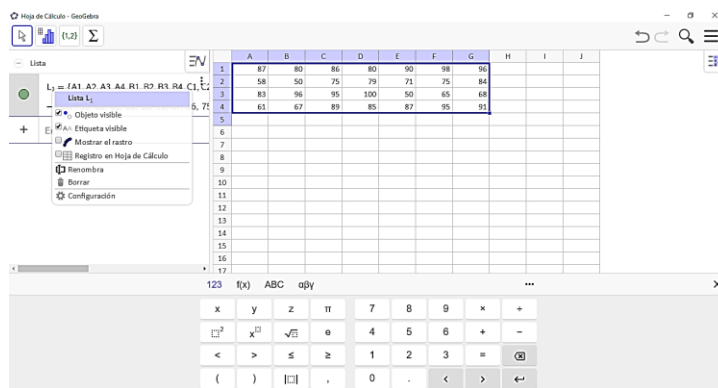 Hoja de Cálculo - GeoGebra
{1,2} Σ
Lista
L₁ = {A1, A2, A3, A4, B1, B2, B3, B4, C1, C2
Lista L₁
Objeto visible
AA Etiqueta visible
Mostrar el rastro
Registro en Hoja de Cálculo
Renombra
Borrar
Configuración
A B C D E F G H I J
1 87 80 86 80 90 98 96
2 58 50 75 79 71 75 84
3 83 96 95 100 50 65 68
4 61 67 89 85 87 95 91
5
6
7
8
9
10
11
12
13
14
15
16
17
123 f(x) ABC αβγ ...
x y z π 7 8 9 × ÷
□² x□ √□ e 4 5 6 + −
< > ≤ ≥ 1 2 3 =
( ) |□| , 0 . < >